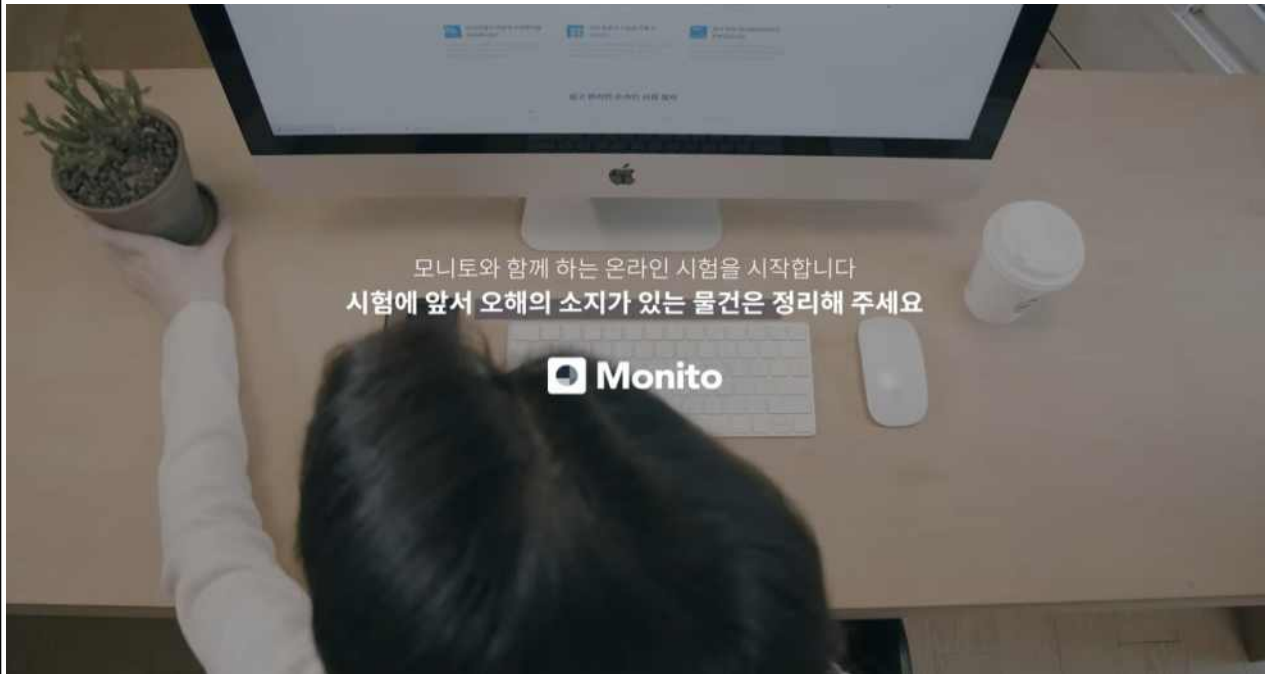 모니토와 함께 하는 온라인 시험을 시작합니다
시험에 앞서 오해의 소지가 있는 물건은 정리해 주세요
Monito